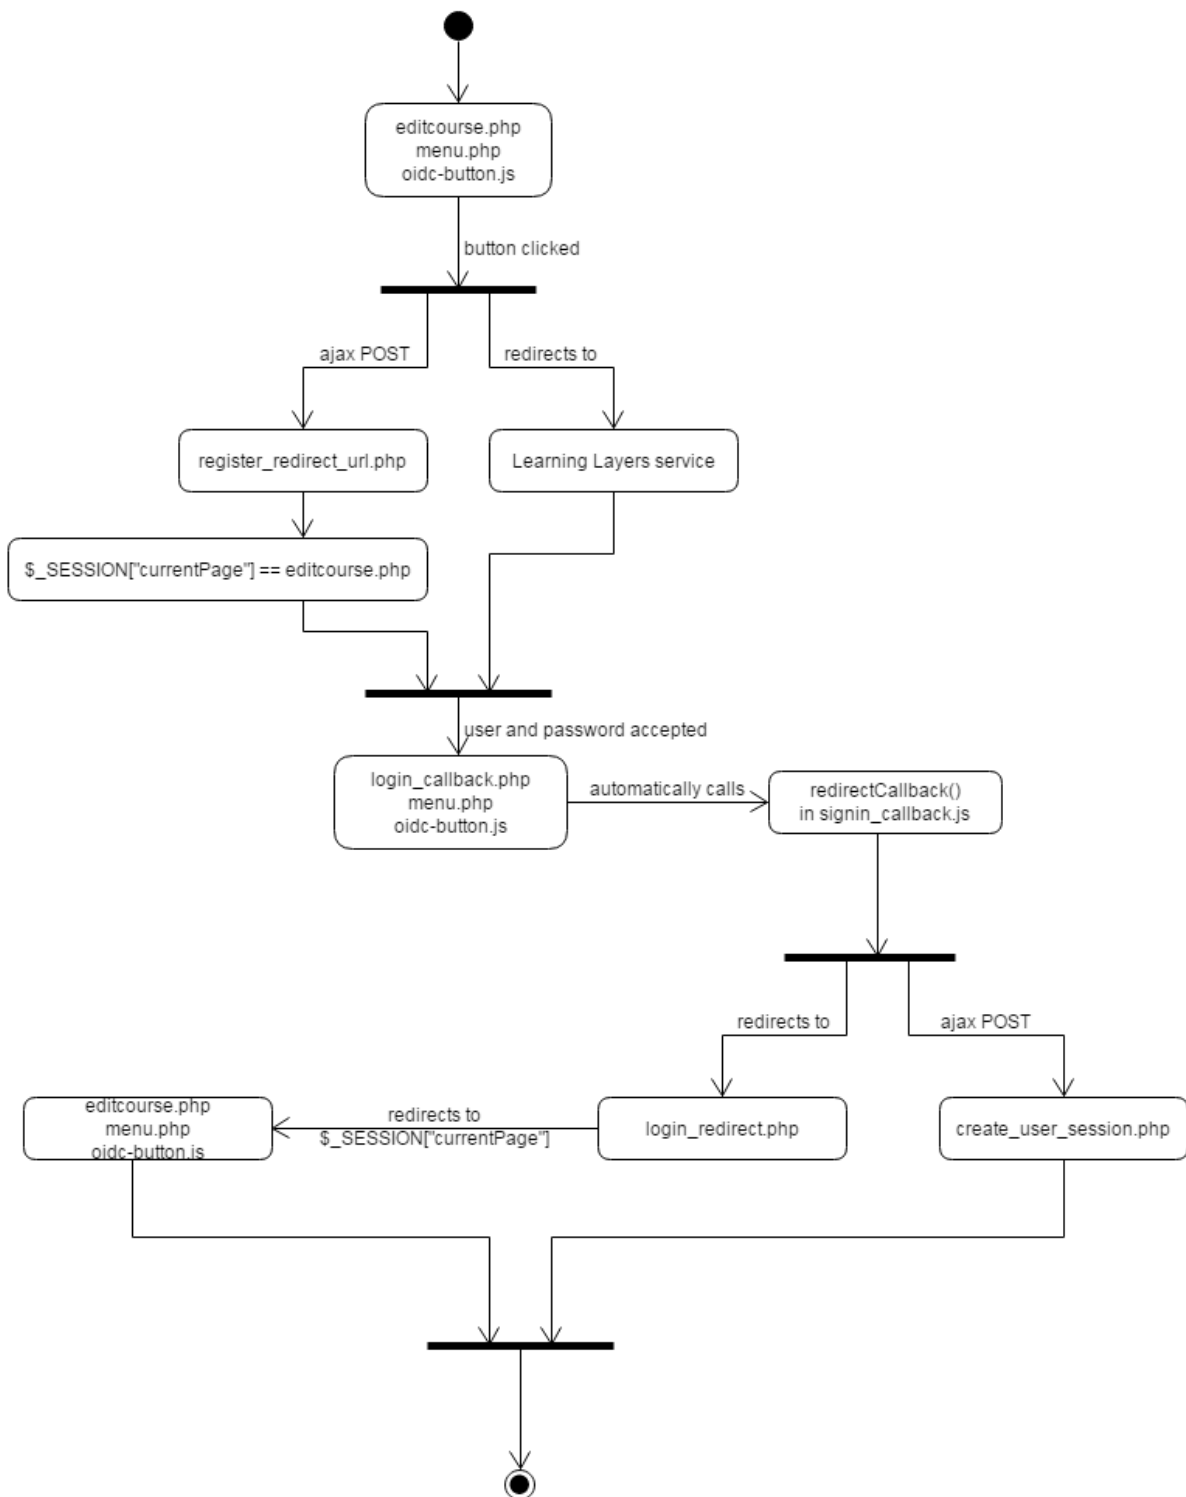 editcourse.php
menu.php
oidc-button.js
button clicked
ajax POST
redirects to
register_redirect_url.php
Learning Layers service
$_SESSION["currentPage"] == editcourse.php
user and password accepted
login_callback.php
menu.php
oidc-button.js
automatically calls
redirectCallback()
in signin_callback.js
redirects to
ajax POST
editcourse.php
menu.php
oidc-button.js
redirects to
$_SESSION["currentPage"]
login_redirect.php
create_user_session.php